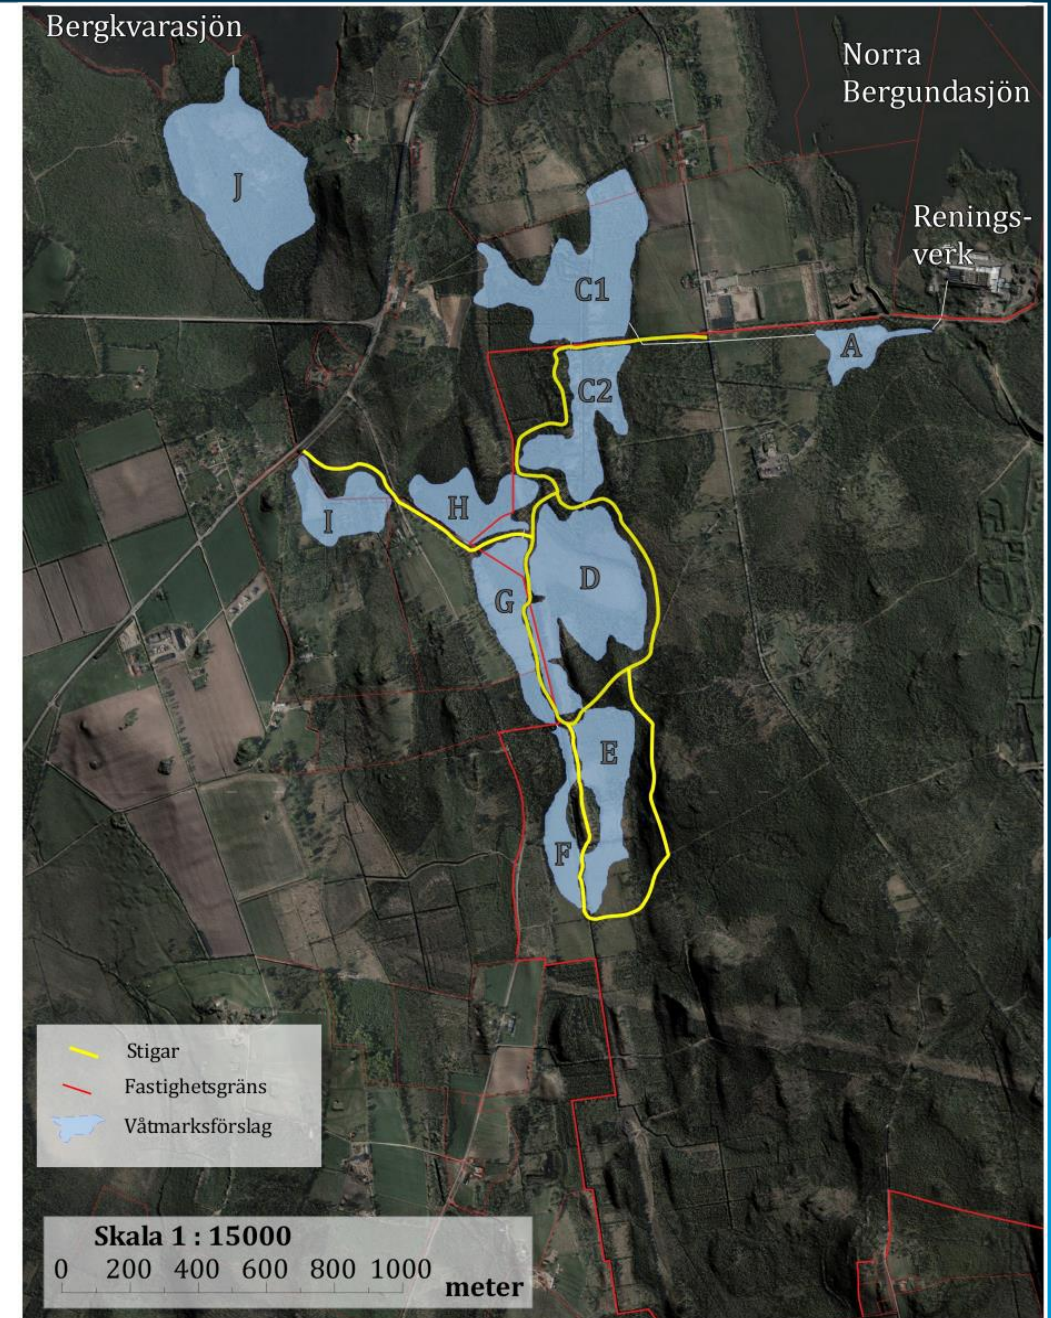 Bergkvarasjön
Norra
Bergundasjön
Renings-
verk
J
C1
A
C2
H
I
D
G
E
F
Stigar
Fastighetsgräns
Våtmarksförslag
Skala 1 : 15000
0 200 400 600 800 1000
meter